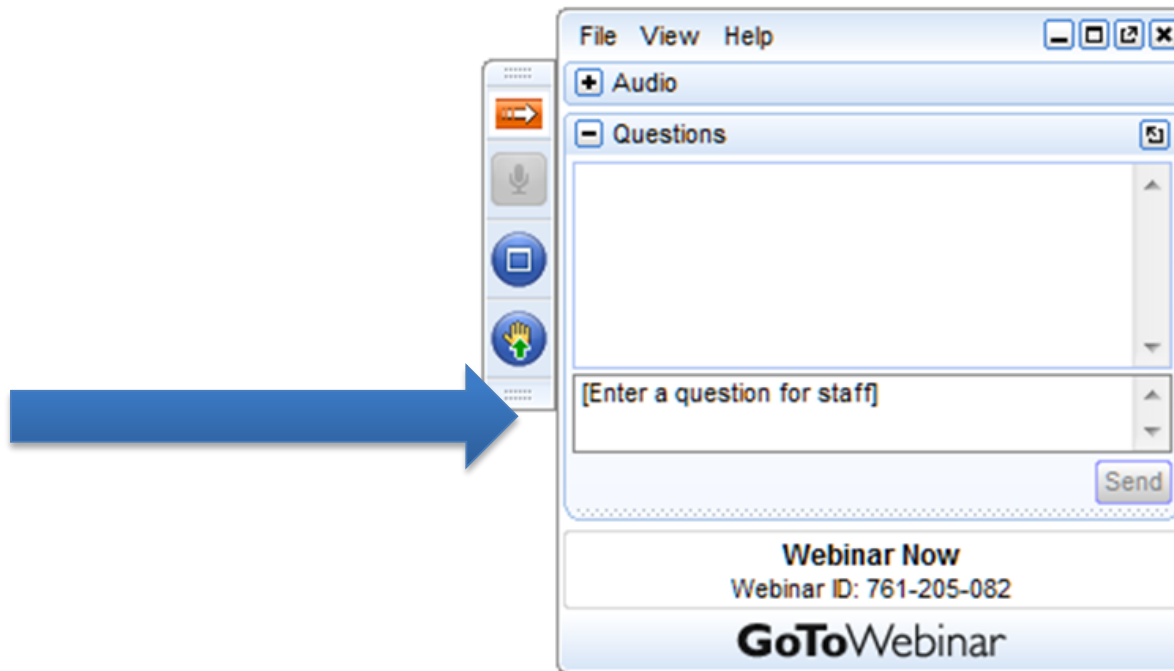 File View Help
Audio
Questions
[Enter a question for staff]
Send
Webinar Now
Webinar ID: 761-205-082
GoToWebinar